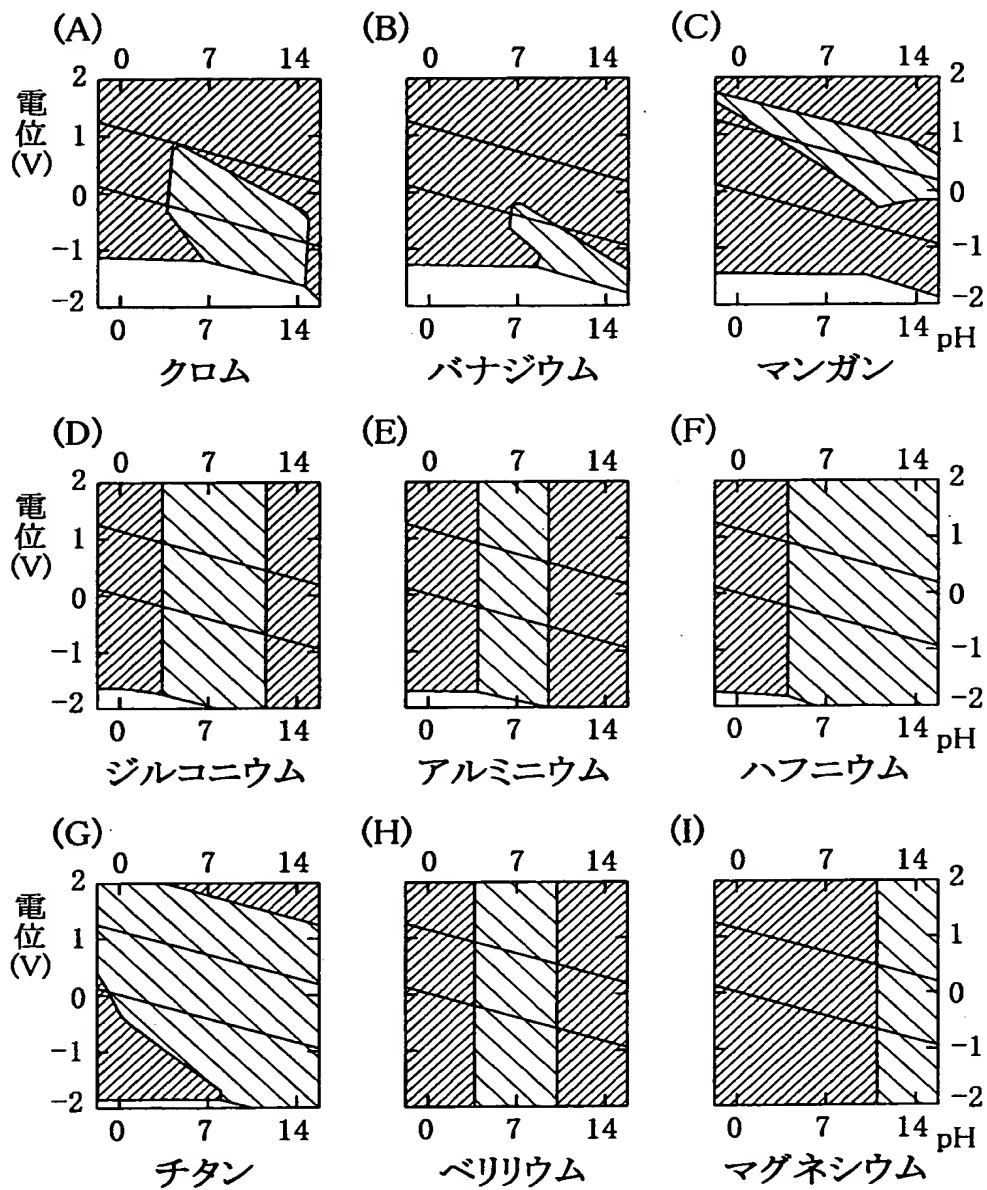 (A) (B) (C)
0 7 14 0 7 14 0 7 14
電位(V) 2 1 0 -1 -2
2 1 0 -1 -2
0 7 14 0 7 14 0 7 14 pH
クロム バナジウム マンガン
(D) (E) (F)
0 7 14 0 7 14 0 7 14
電位(V) 2 1 0 -1 -2
2 1 0 -1 -2
0 7 14 0 7 14 0 7 14 pH
ジルコニウム アルミニウム ハフニウム
(G) (H) (I)
0 7 14 0 7 14 0 7 14
電位(V) 2 1 0 -1 -2
2 1 0 -1 -2
0 7 14 0 7 14 0 7 14 pH
チタン ベリリウム マグネシウム